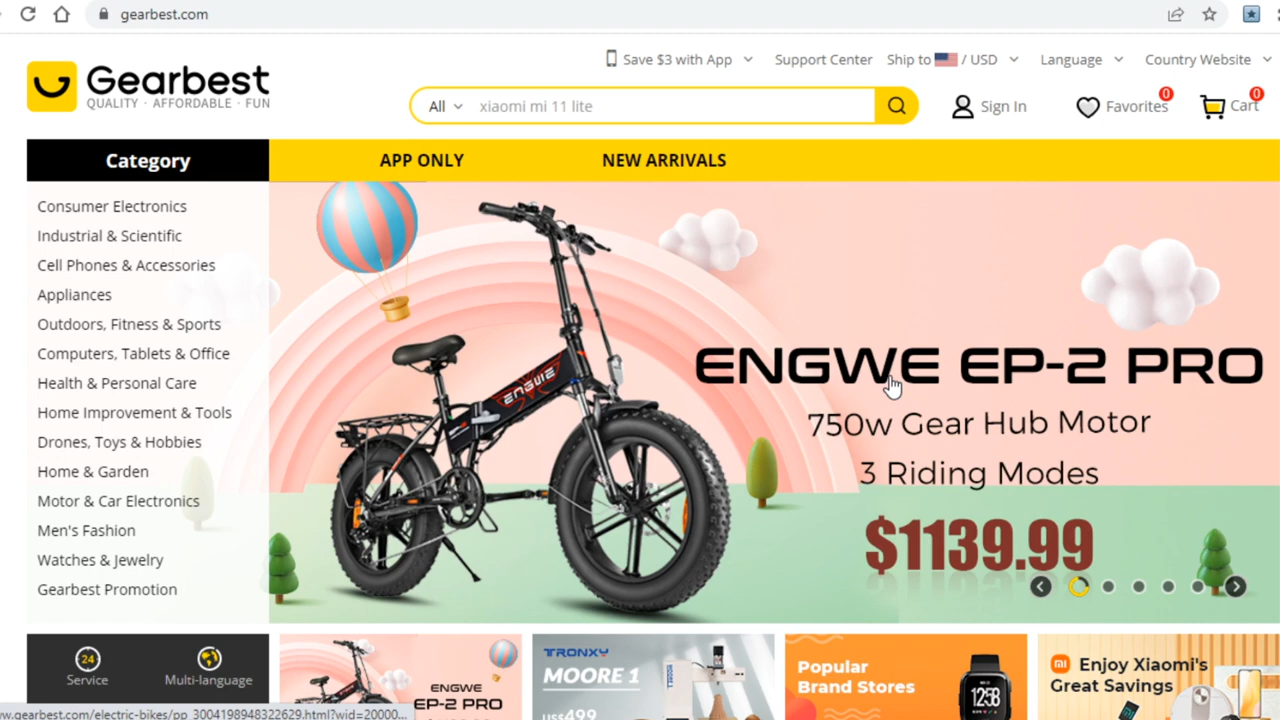 gearbest.com
Save $3 with App
Support Center
Ship to / USD
Language
Country Website
Gearbest
QUALITY · AFFORDABLE · FUN
All
xiaomi mi 11 lite
Sign In
0
Favorites
0
Cart
Category
APP ONLY
NEW ARRIVALS
Consumer Electronics
Industrial & Scientific
Cell Phones & Accessories
Appliances
Outdoors, Fitness & Sports
Computers, Tablets & Office
Health & Personal Care
Home Improvement & Tools
Drones, Toys & Hobbies
Home & Garden
Motor & Car Electronics
Men's Fashion
Watches & Jewelry
Gearbest Promotion
ENGWE
ENGWE EP-2 PRO
750w Gear Hub Motor
3 Riding Modes
$1139.99
24
Service
Multi-language
ENGWE
EP-2 PRO
TRONXY
MOORE 1
US$499
Popular
Brand Stores
12:58
mi
Enjoy Xiaomi's
Great Savings
w.gearbest.com/electric-bikes/pp_3004198948322629.html?wid=20000...